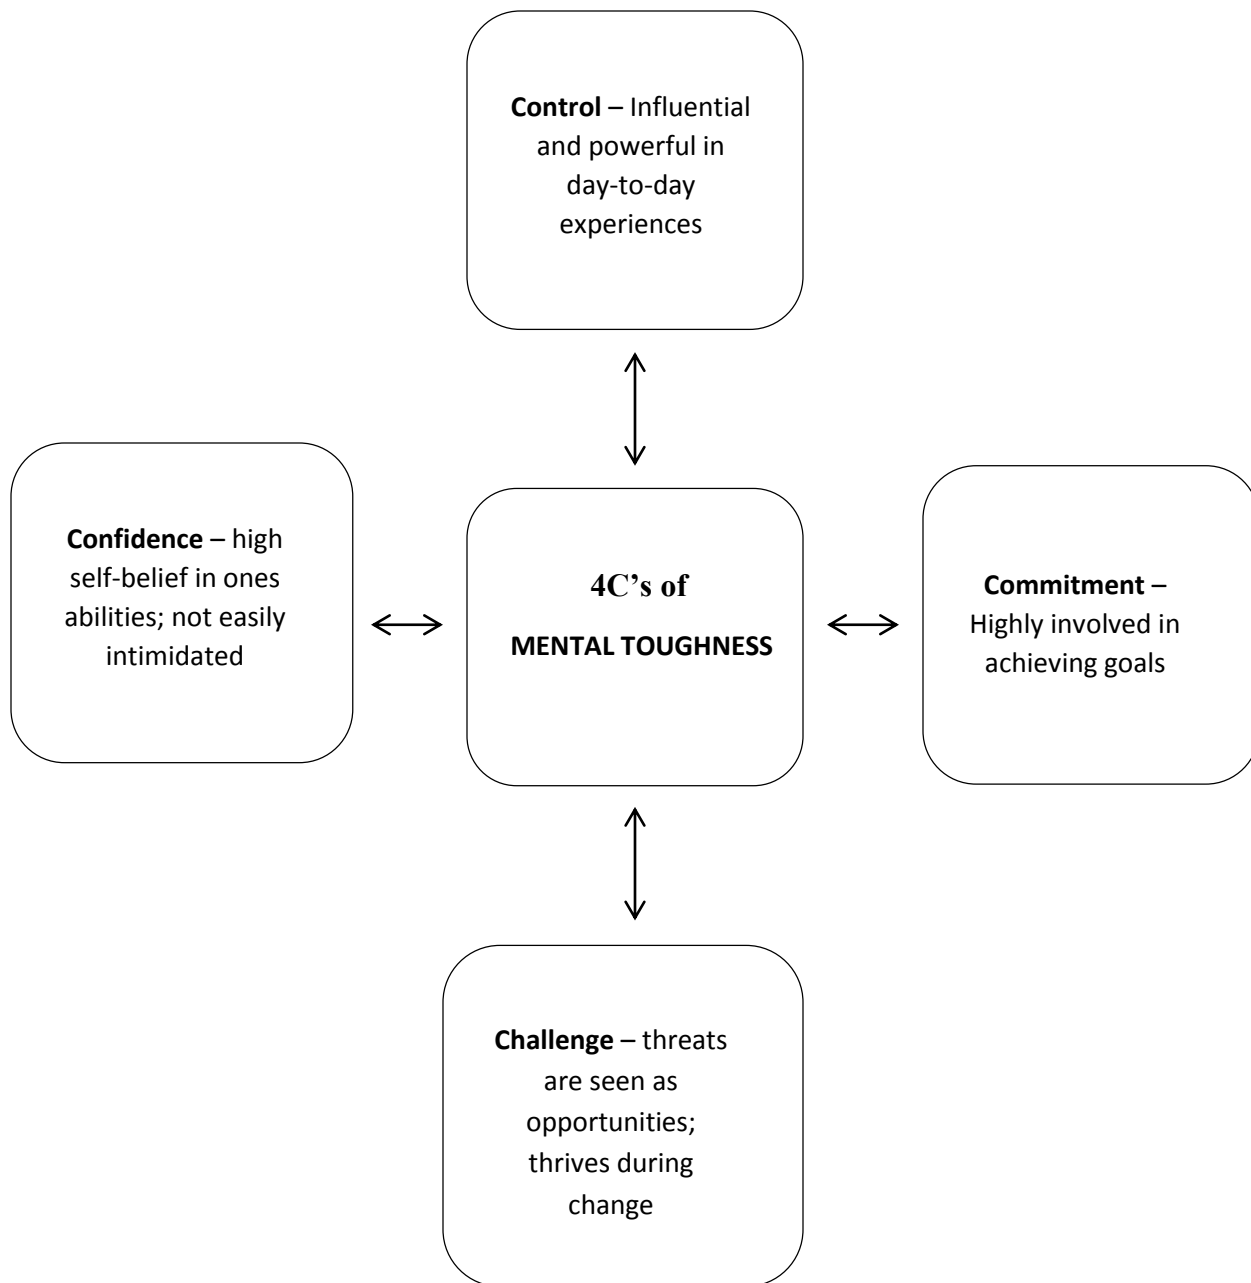 Control – Influential
and powerful in
day-to-day
experiences
Confidence – high
self-belief in ones
abilities; not easily
intimidated
4C’s of
MENTAL TOUGHNESS
Commitment –
Highly involved in
achieving goals
Challenge – threats
are seen as
opportunities;
thrives during
change